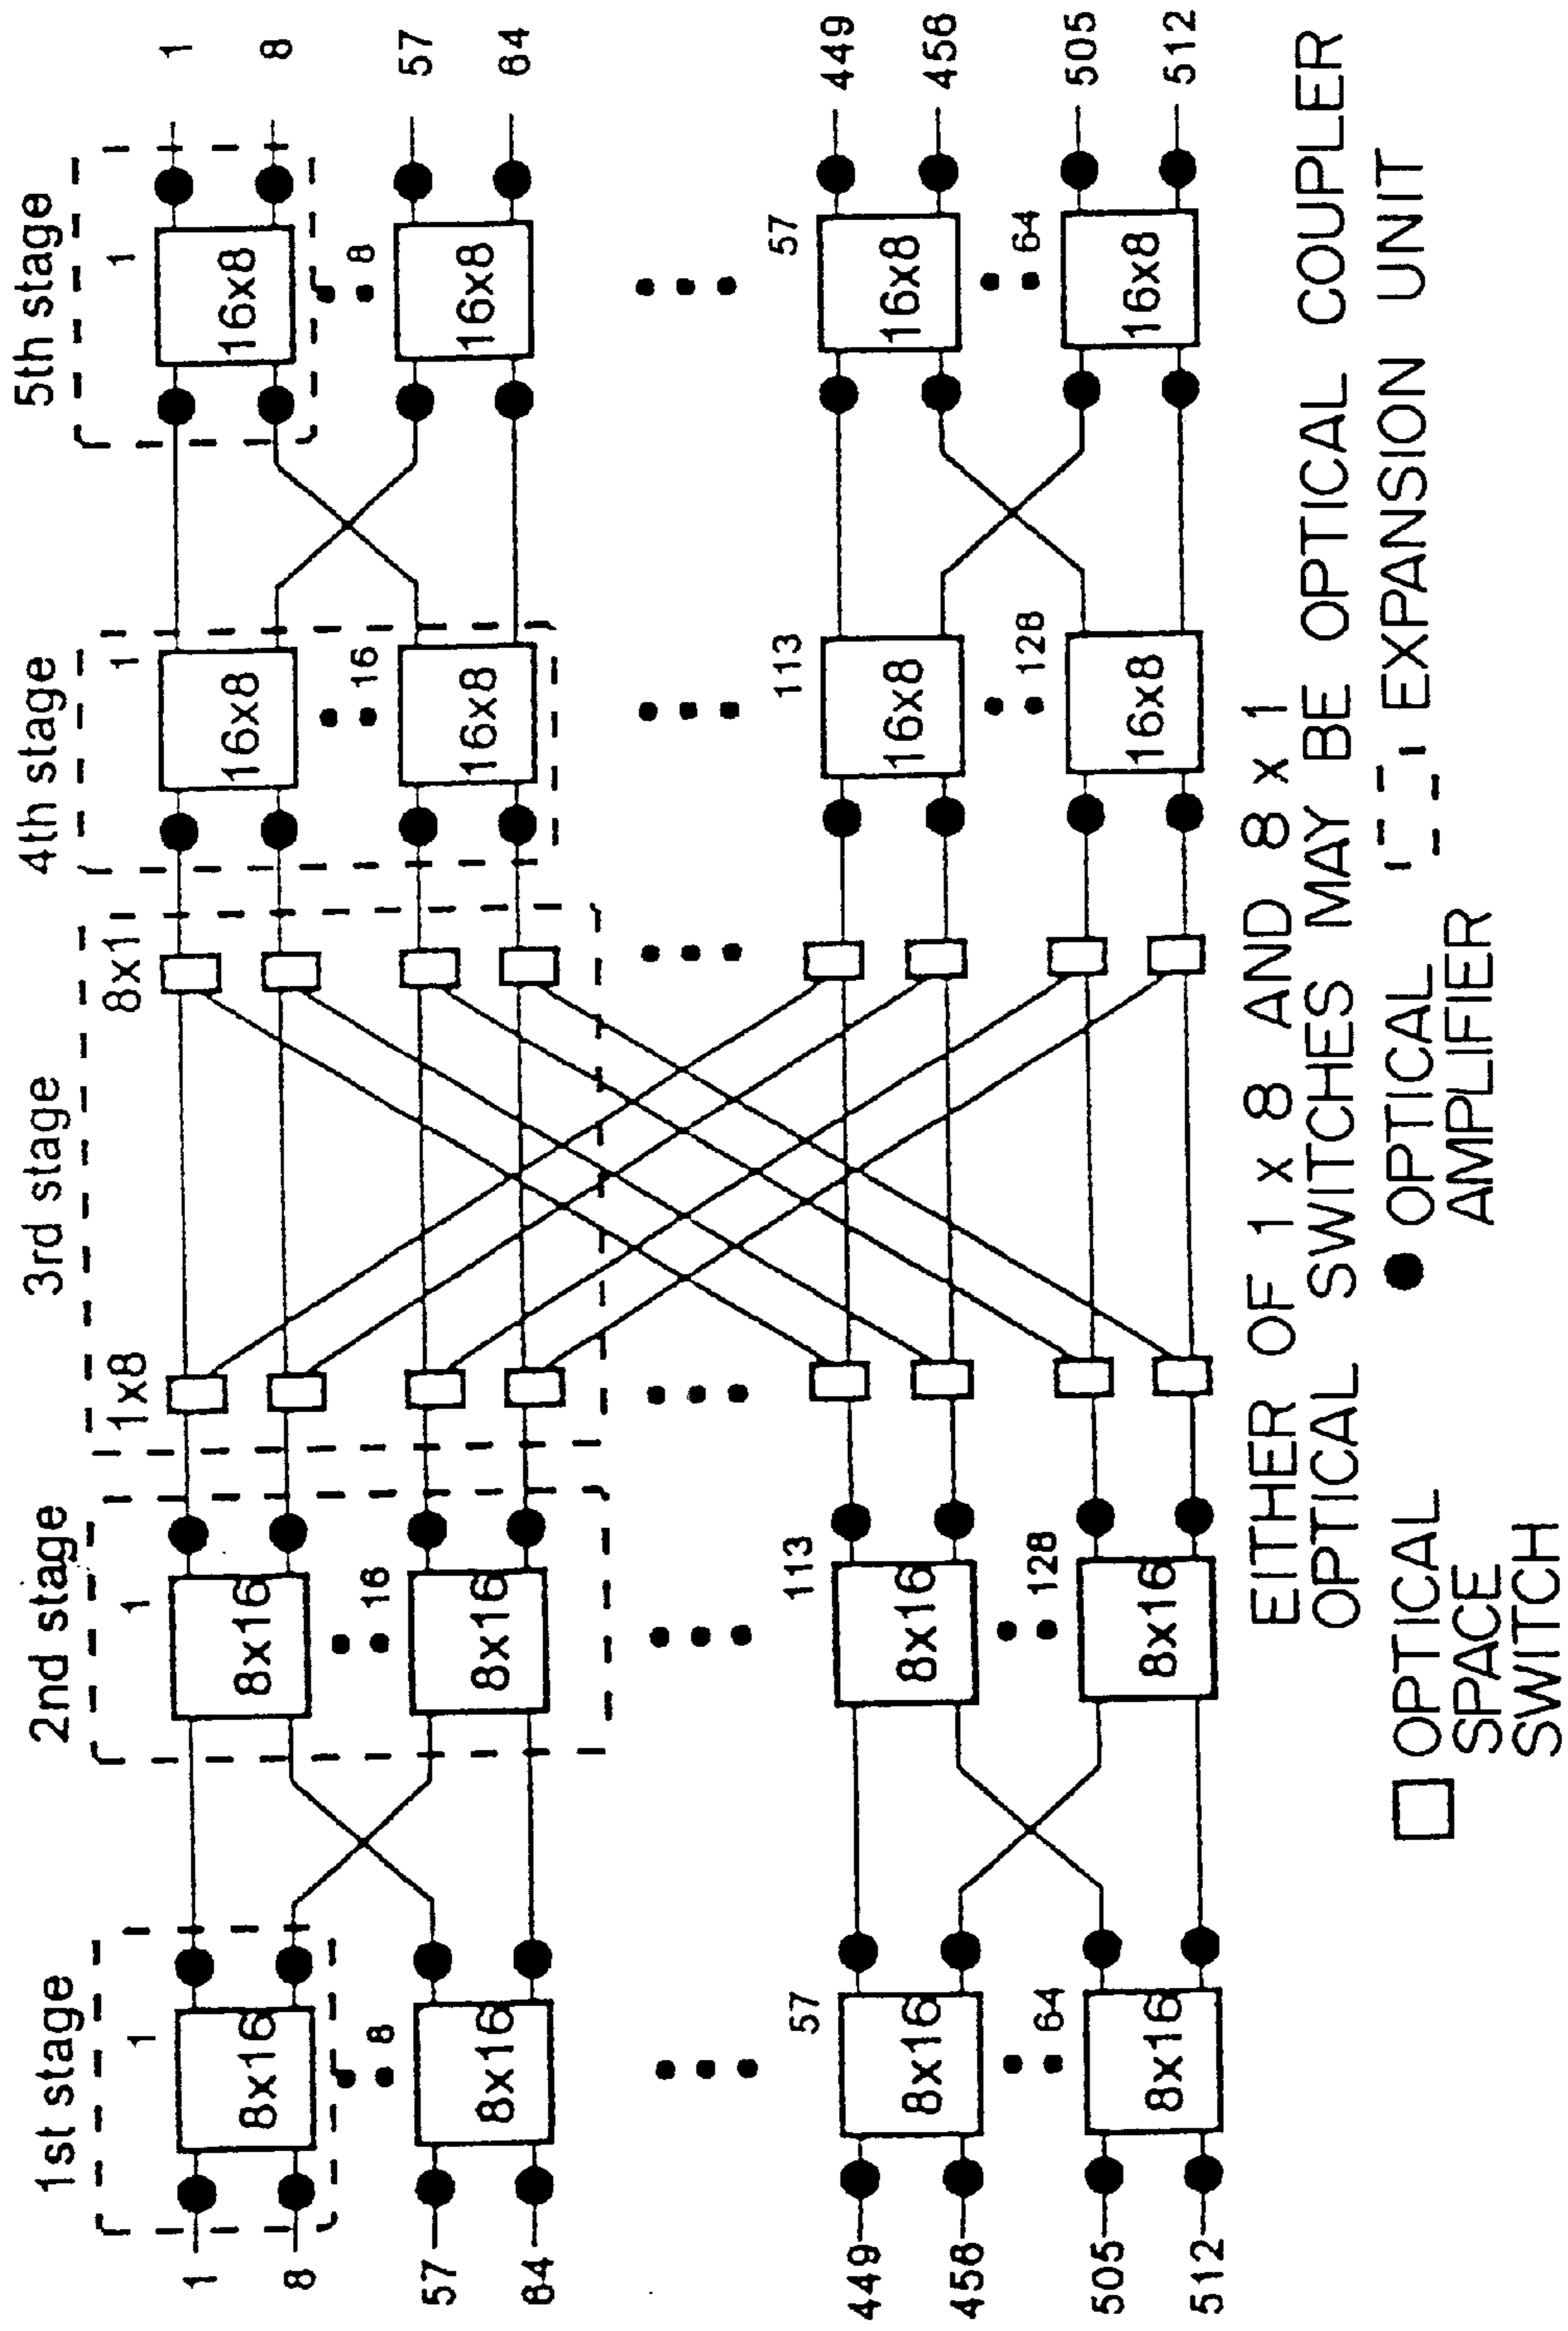 1st stage
2nd stage
3rd stage
4th stage
5th stage
1
1
1x8
8x1
1
1
1
8x16
8x16
16x8
16x8
1
8
8
8
16
16
8
57
8x16
8x16
16x8
16x8
57
84
84
57
113
113
57
449
8x16
8x16
16x8
16x8
449
458
458
64
128
128
64
505
8x16
8x16
16x8
16x8
505
512
512
EITHER OF 1 x 8 AND 8 x 1
OPTICAL SWITCHES MAY BE OPTICAL COUPLER
OPTICAL
SPACE
SWITCH
OPTICAL
AMPLIFIER
EXPANSION UNIT